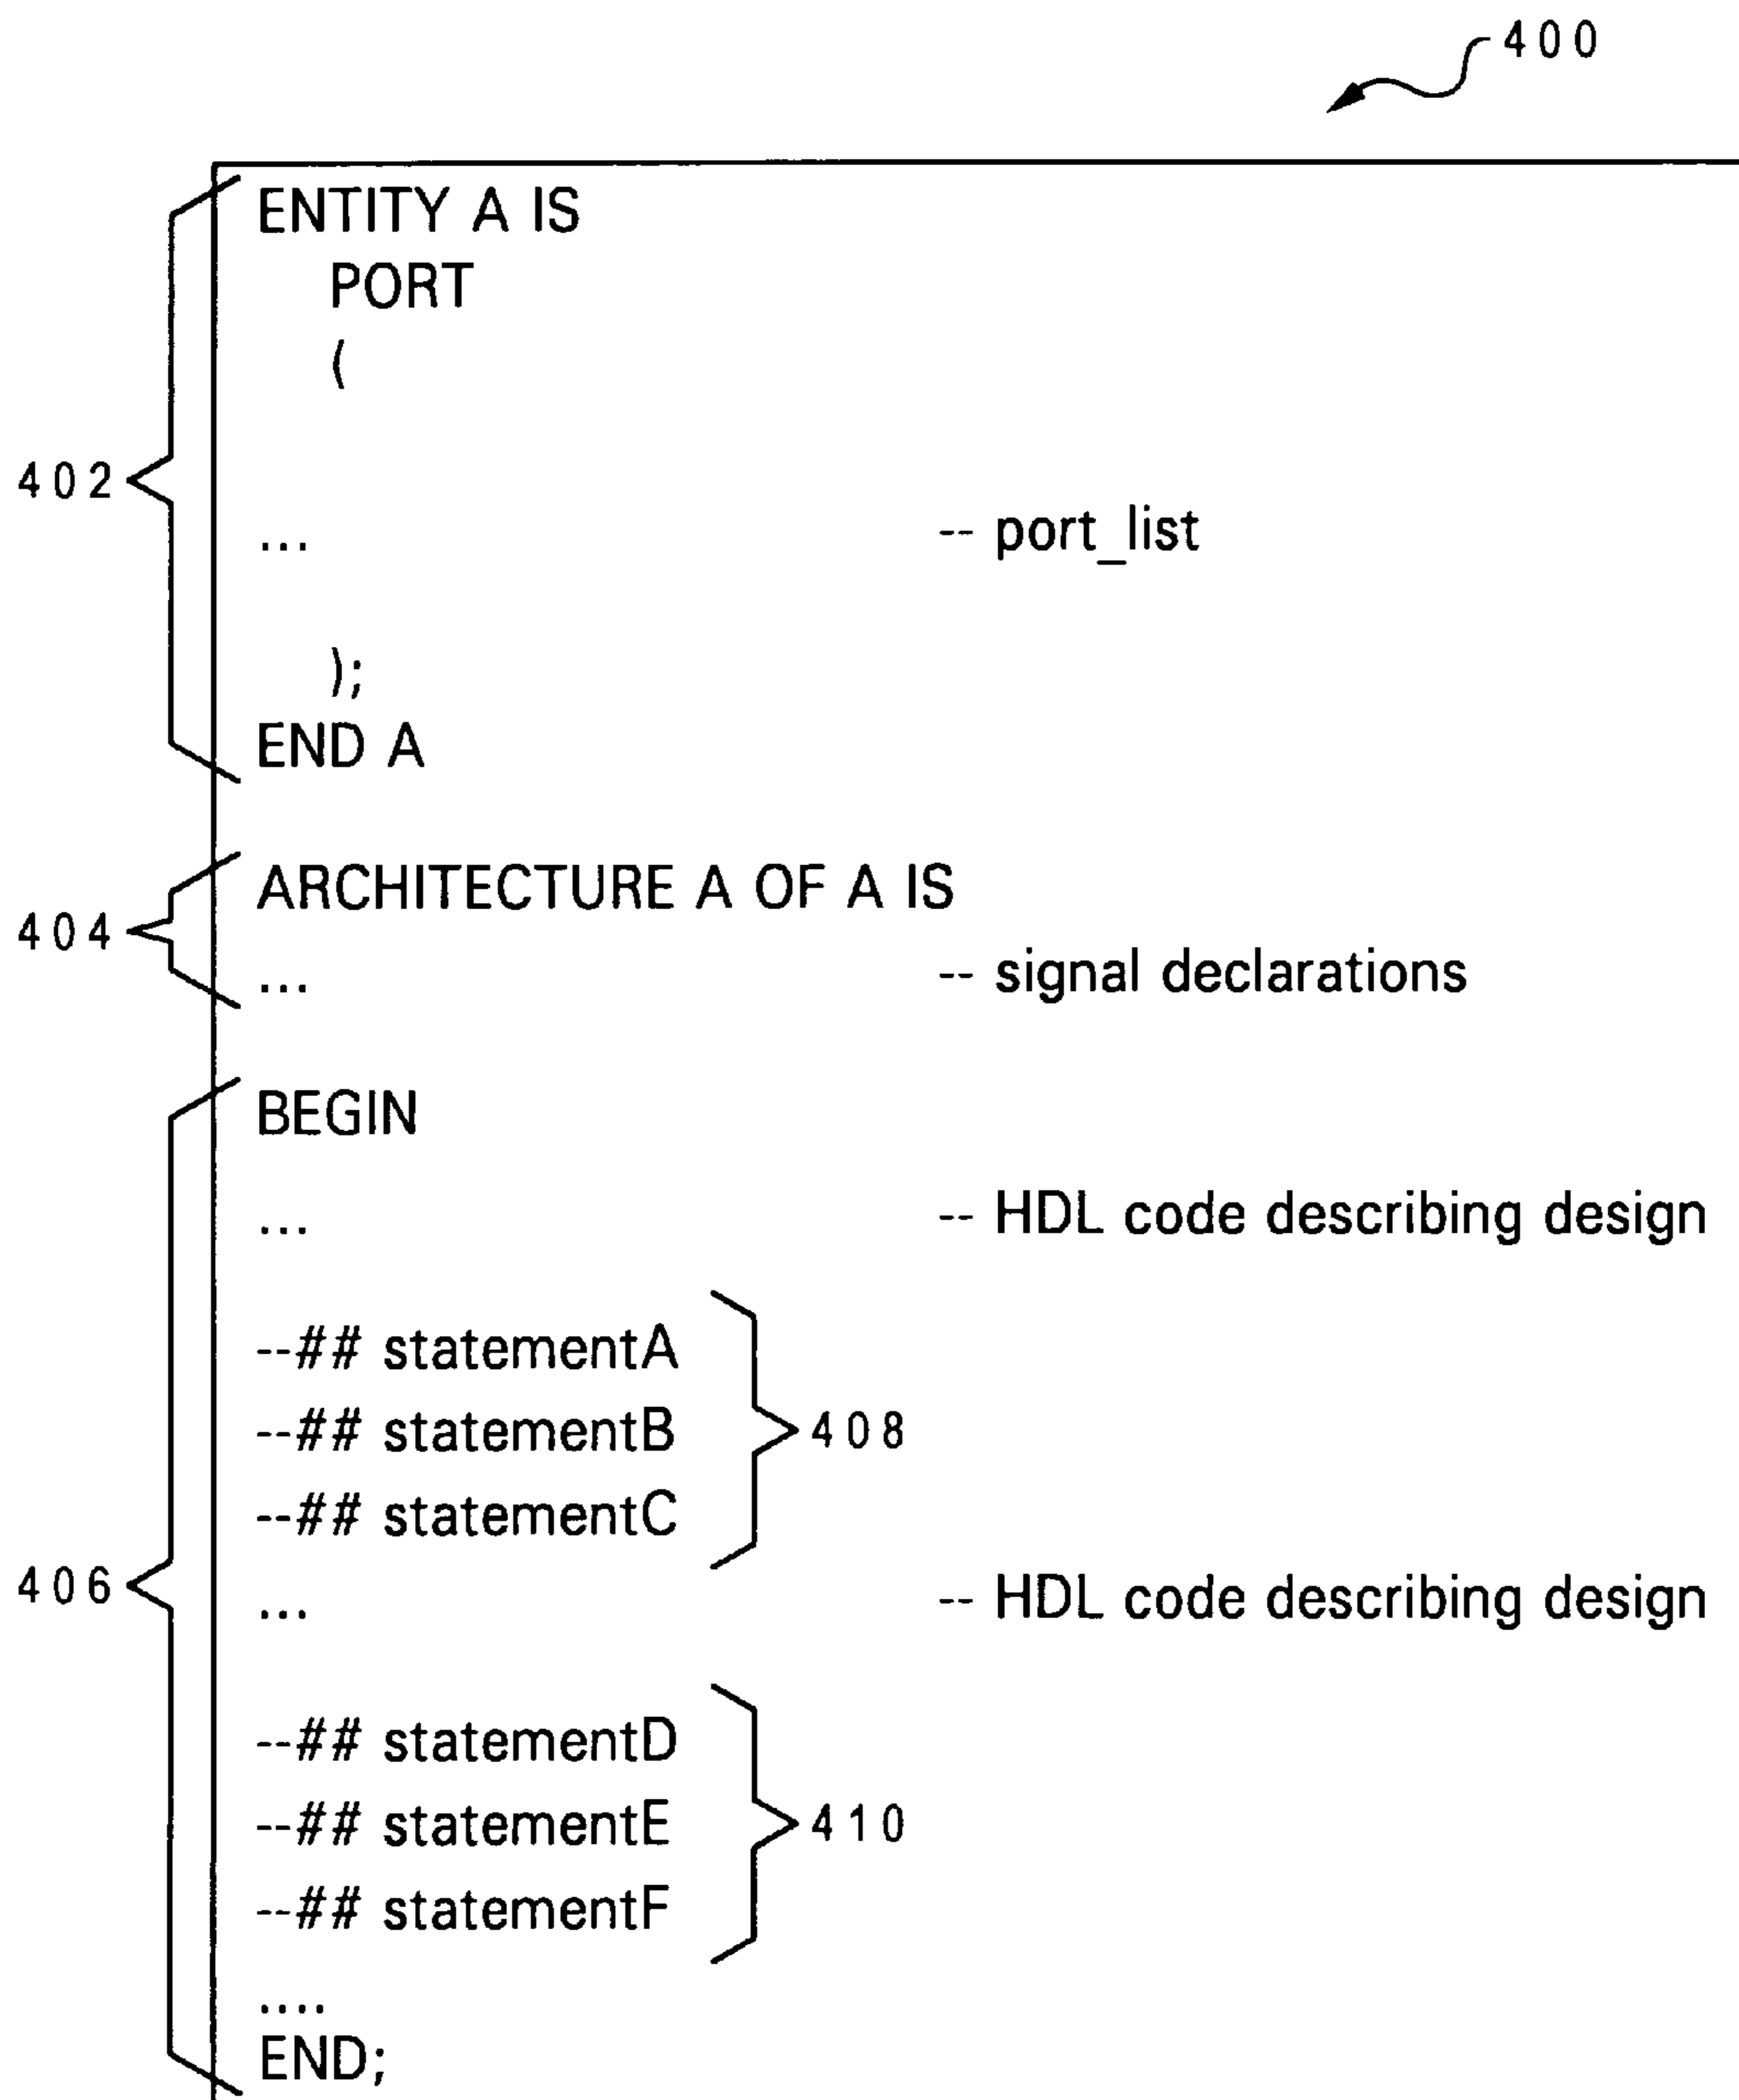 400
ENTITY A IS
PORT
(
402
... -- port_list
);
END A
ARCHITECTURE A OF A IS
404
... -- signal declarations
BEGIN
... -- HDL code describing design
--## statementA
--## statementB 408
--## statementC
406
... -- HDL code describing design
--## statementD
--## statementE 410
--## statementF
....
END;